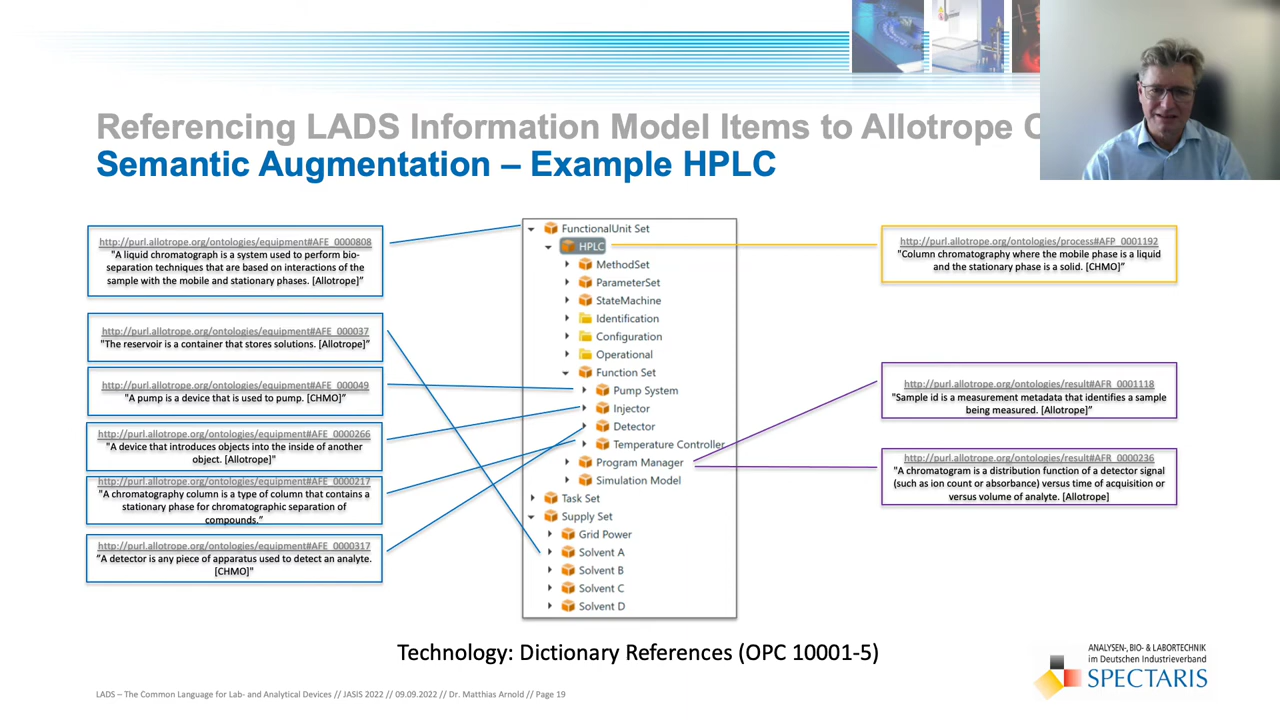 Referencing LADS Information Model Items to Allotrope
Semantic Augmentation – Example HPLC
http://purl.allotrope.org/ontologies/equipment#AFE_0000808
"A liquid chromatograph is a system used to perform bio-
separation techniques that are based on interactions of the
sample with the mobile and stationary phases. [Allotrope]"
http://purl.allotrope.org/ontologies/equipment#AFE_000037
"The reservoir is a container that stores solutions. [Allotrope]"
http://purl.allotrope.org/ontologies/equipment#AFE_000049
"A pump is a device that is used to pump. [CHMO]"
http://purl.allotrope.org/ontologies/equipment#AFE_0000266
"A device that introduces objects into the inside of another
object. [Allotrope]"
http://purl.allotrope.org/ontologies/equipment#AFE_0000217
"A chromatography column is a type of column that contains a
stationary phase for chromatographic separation of
compounds."
http://purl.allotrope.org/ontologies/equipment#AFE_0000317
"A detector is any piece of apparatus used to detect an analyte.
[CHMO]"
FunctionalUnit Set
HPLC
MethodSet
ParameterSet
StateMachine
Identification
Configuration
Operational
Function Set
Pump System
Injector
Detector
Temperature Controller
Program Manager
Simulation Model
Task Set
Supply Set
Grid Power
Solvent A
Solvent B
Solvent C
Solvent D
http://purl.allotrope.org/ontologies/process#AFP_0001192
"Column chromatography where the mobile phase is a liquid
and the stationary phase is a solid. [CHMO]"
http://purl.allotrope.org/ontologies/result#AFR_0001118
"Sample id is a measurement metadata that identifies a sample
being measured. [Allotrope]"
http://purl.allotrope.org/ontologies/result#AFR_0000236
"A chromatogram is a distribution function of a detector signal
(such as ion count or absorbance) versus time of acquisition or
versus volume of analyte. [Allotrope]
Technology: Dictionary References (OPC 10001-5)
ANALYSEN-, BIO- & LABORTECHNIK
im Deutschen Industrieverband
SPECTARIS
LADS – The Common Language for Lab- and Analytical Devices // JASIS 2022 // 09.09.2022 // Dr. Matthias Arnold // Page 19